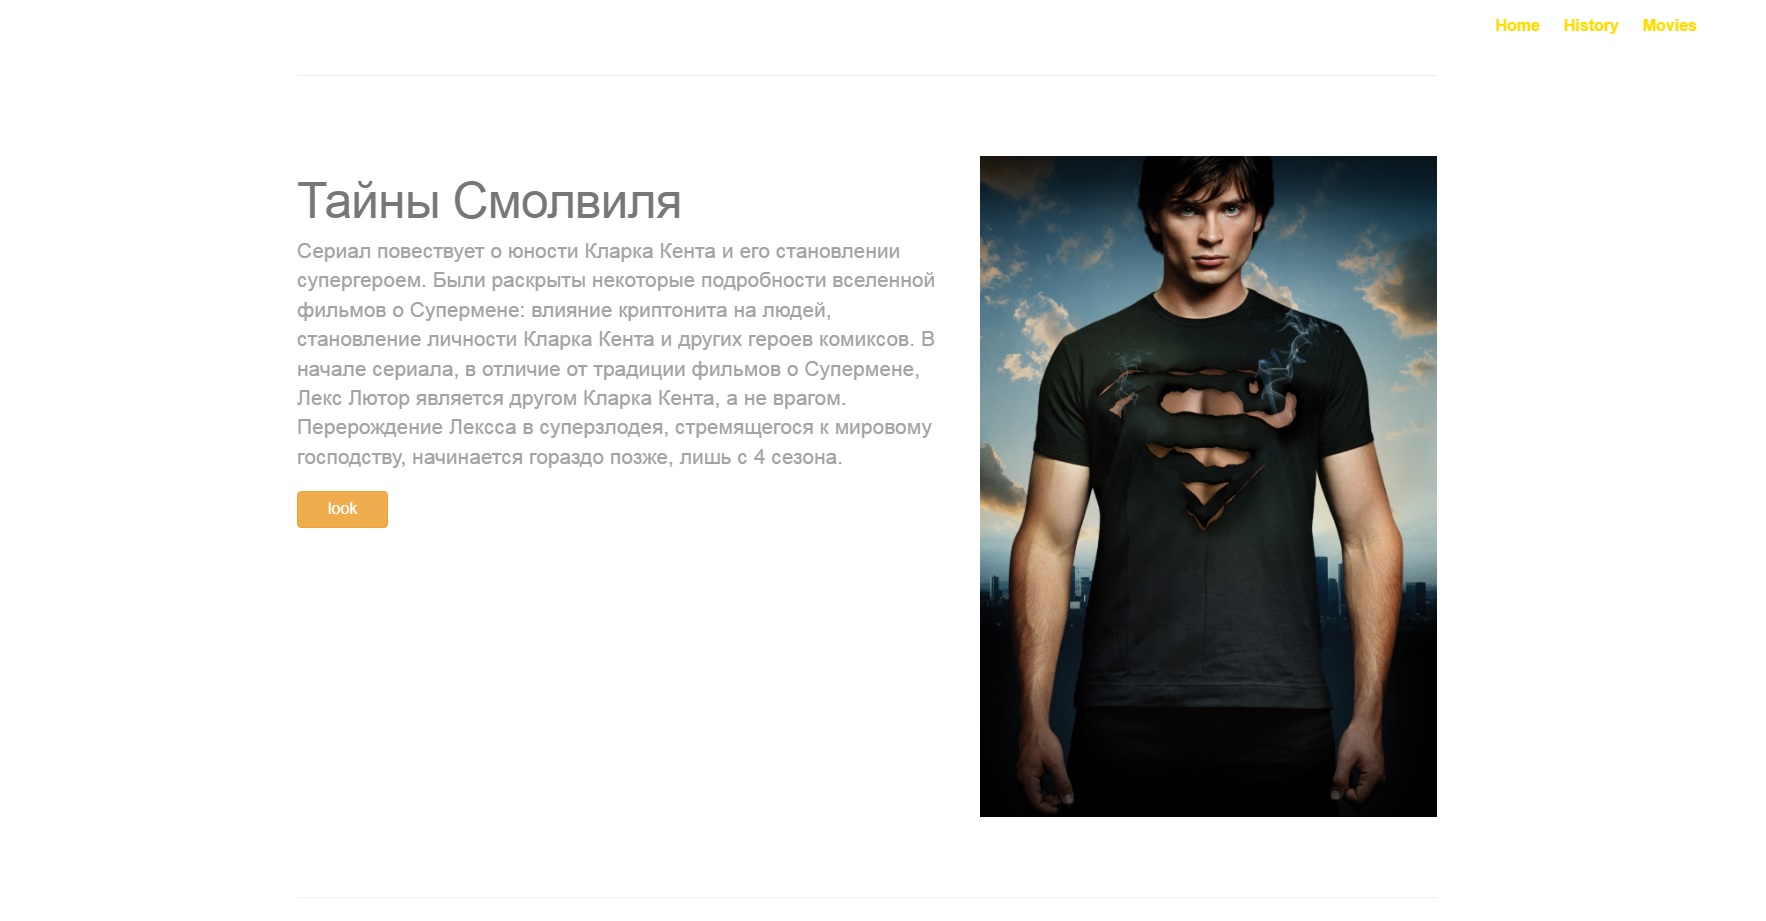 Home History Movies
Тайны Смолвиля
Сериал повествует о юности Кларка Кента и его становлении
супергероем. Были раскрыты некоторые подробности вселенной
фильмов о Супермене: влияние криптонита на людей,
становление личности Кларка Кента и других героев комиксов. В
начале сериала, в отличие от традиции фильмов о Супермене,
Лекс Лютор является другом Кларка Кента, а не врагом.
Перерождение Лексса в суперзлодея, стремящегося к мировому
господству, начинается гораздо позже, лишь с 4 сезона.
look